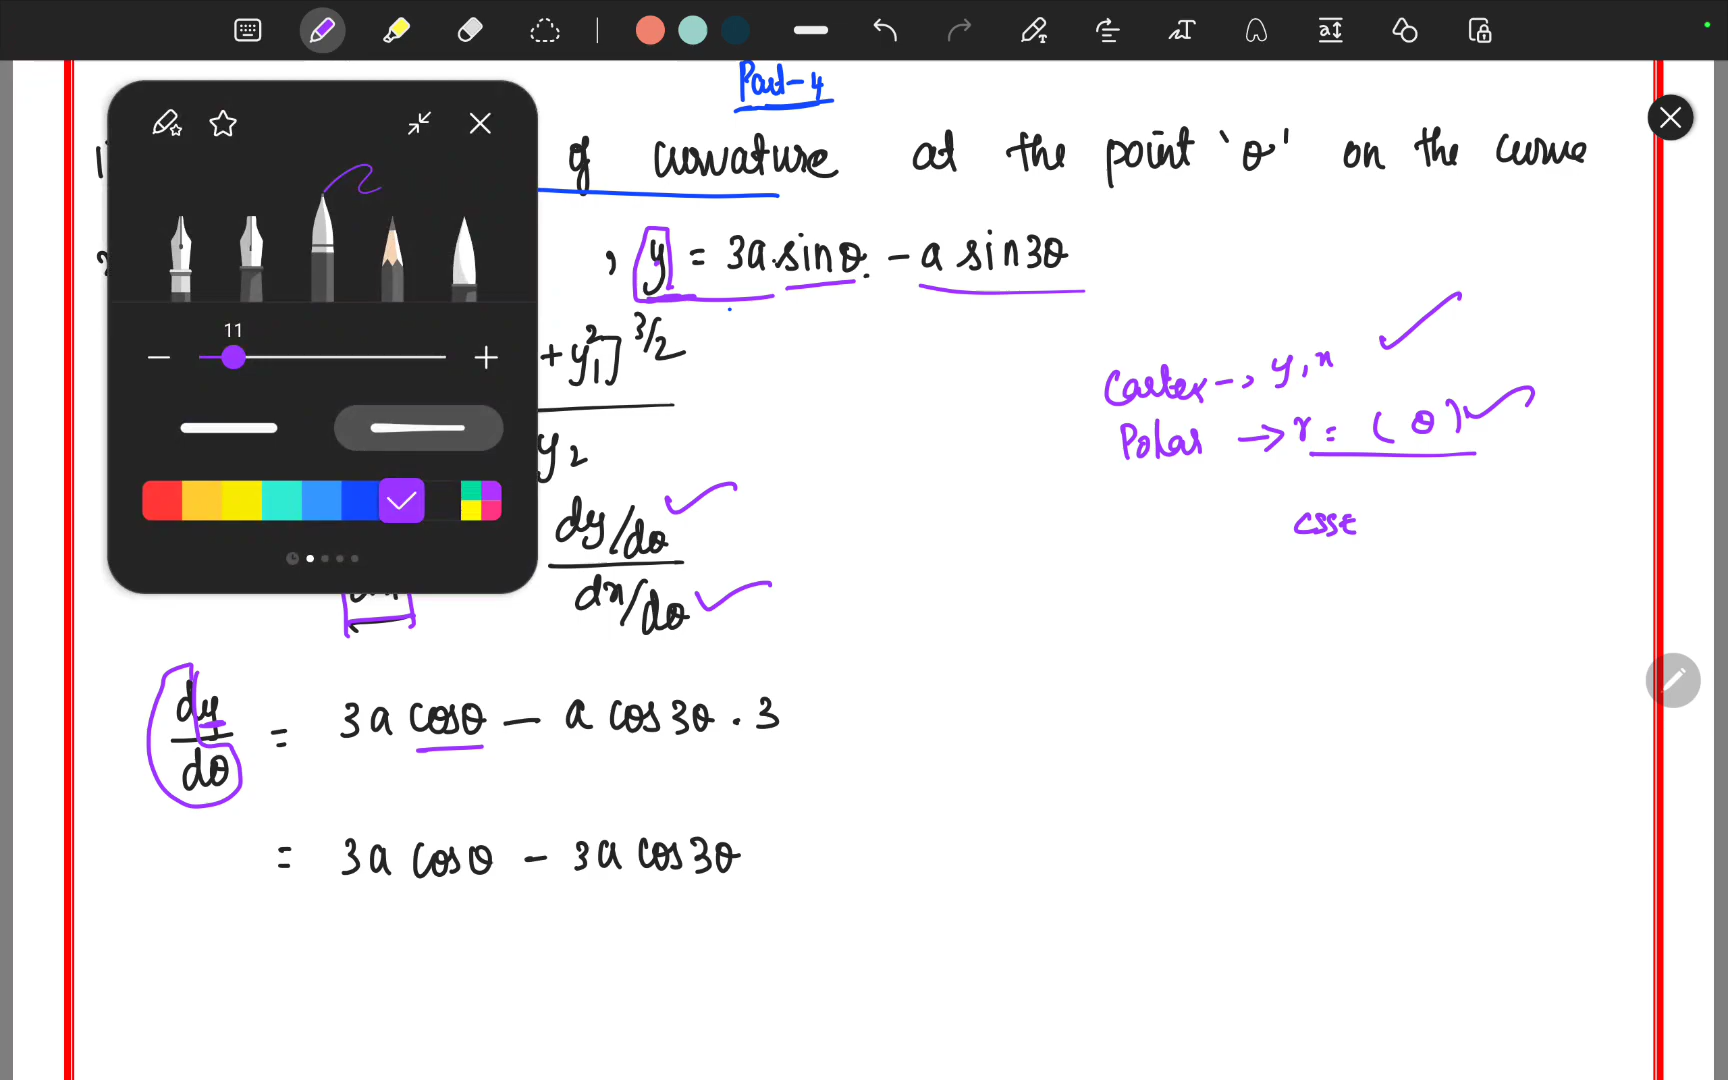 Part-4
of curvature at the point 'θ' on the curve
, y = 3a sinθ. - a sin3θ
11
+ y₁²]^3/2
y₂
Cartex --> y, x
Polar -> r = ( θ )
dy/dθ
dx/dθ
CSSE
dy/dθ = 3a cosθ - a cos3θ . 3
= 3a cosθ - 3a cos3θ